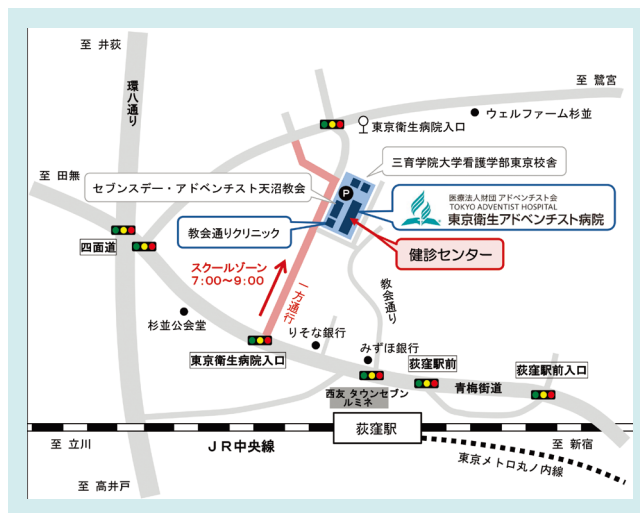 至 井荻
環八通り
至 鷺宮
ウェルファーム杉並
東京衛生病院入口
三育学院大学看護学部東京校舎
至 田無
セブンスデー・アドベンチスト天沼教会
P
医療法人財団 アドベンチスト会
TOKYO ADVENTIST HOSPITAL
東京衛生アドベンチスト病院
教会通りクリニック
健診センター
四面道
スクールゾーン
7:00〜9:00
一方通行
教会通り
杉並公会堂
りそな銀行
みずほ銀行
東京衛生病院入口
荻窪駅前
荻窪駅前入口
青梅街道
西友 タウンセブン
ルミネ
荻窪駅
至 立川
JR中央線
至 新宿
東京メトロ丸ノ内線
至 高井戸